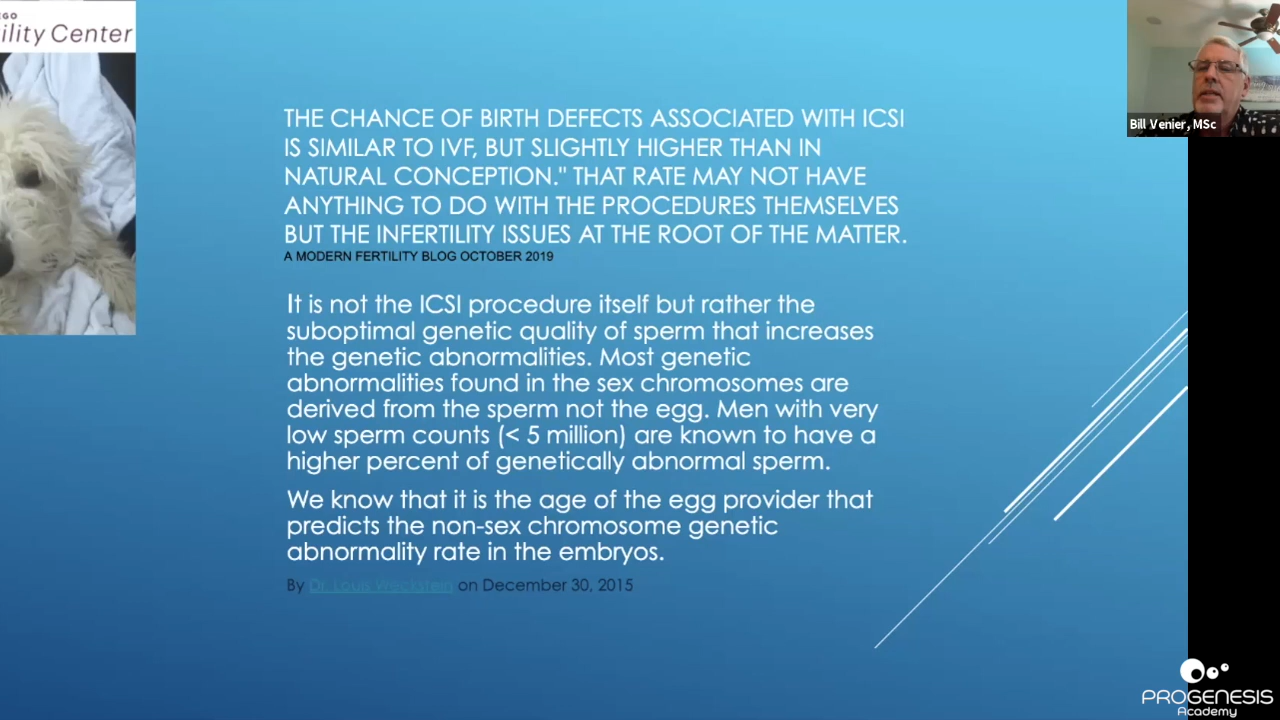 EGO
ility Center
THE CHANCE OF BIRTH DEFECTS ASSOCIATED WITH ICSI
IS SIMILAR TO IVF, BUT SLIGHTLY HIGHER THAN IN
NATURAL CONCEPTION." THAT RATE MAY NOT HAVE
ANYTHING TO DO WITH THE PROCEDURES THEMSELVES
BUT THE INFERTILITY ISSUES AT THE ROOT OF THE MATTER.
A MODERN FERTILITY BLOG OCTOBER 2019
It is not the ICSI procedure itself but rather the
suboptimal genetic quality of sperm that increases
the genetic abnormalities. Most genetic
abnormalities found in the sex chromosomes are
derived from the sperm not the egg. Men with very
low sperm counts (< 5 million) are known to have a
higher percent of genetically abnormal sperm.
We know that it is the age of the egg provider that
predicts the non-sex chromosome genetic
abnormality rate in the embryos.
By Dr. Louis Weckstein on December 30, 2015
Bill Venier, MSc
PROGENESIS
Academy